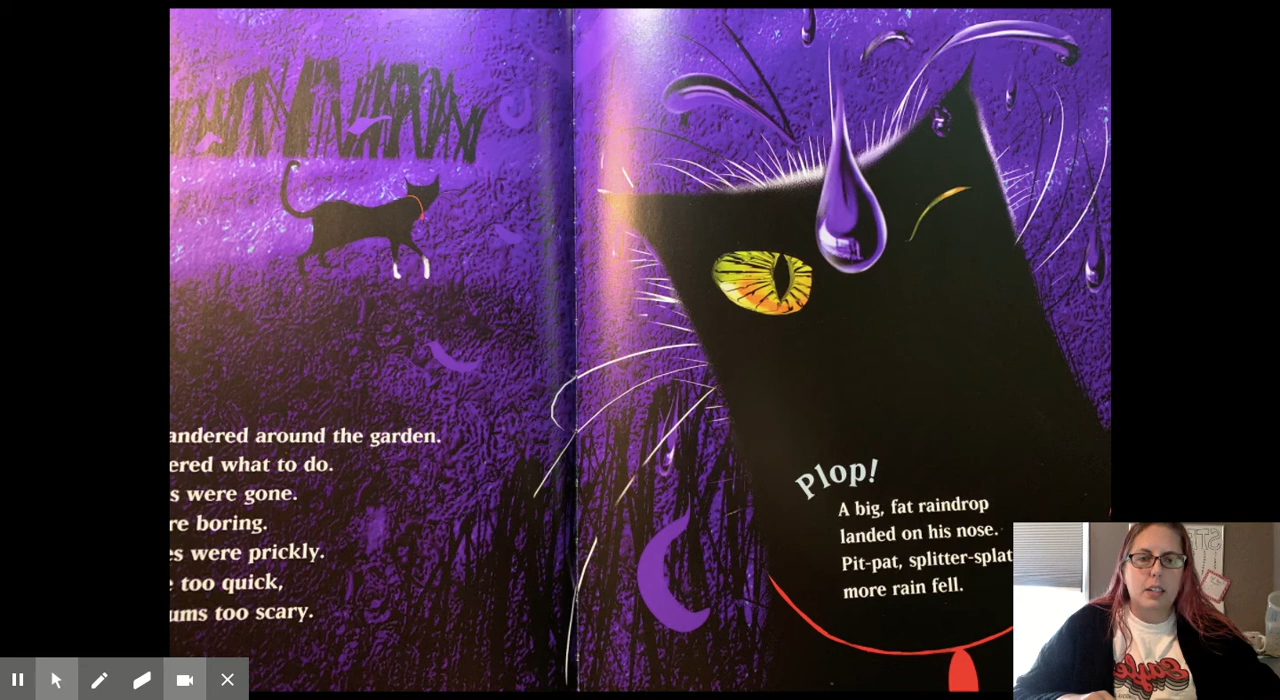 andered around the garden.
ered what to do.
s were gone.
re boring.
es were prickly.
e too quick,
ums too scary.
Plop!
A big, fat raindrop
landed on his nose.
Pit-pat, splitter-splat
more rain fell.